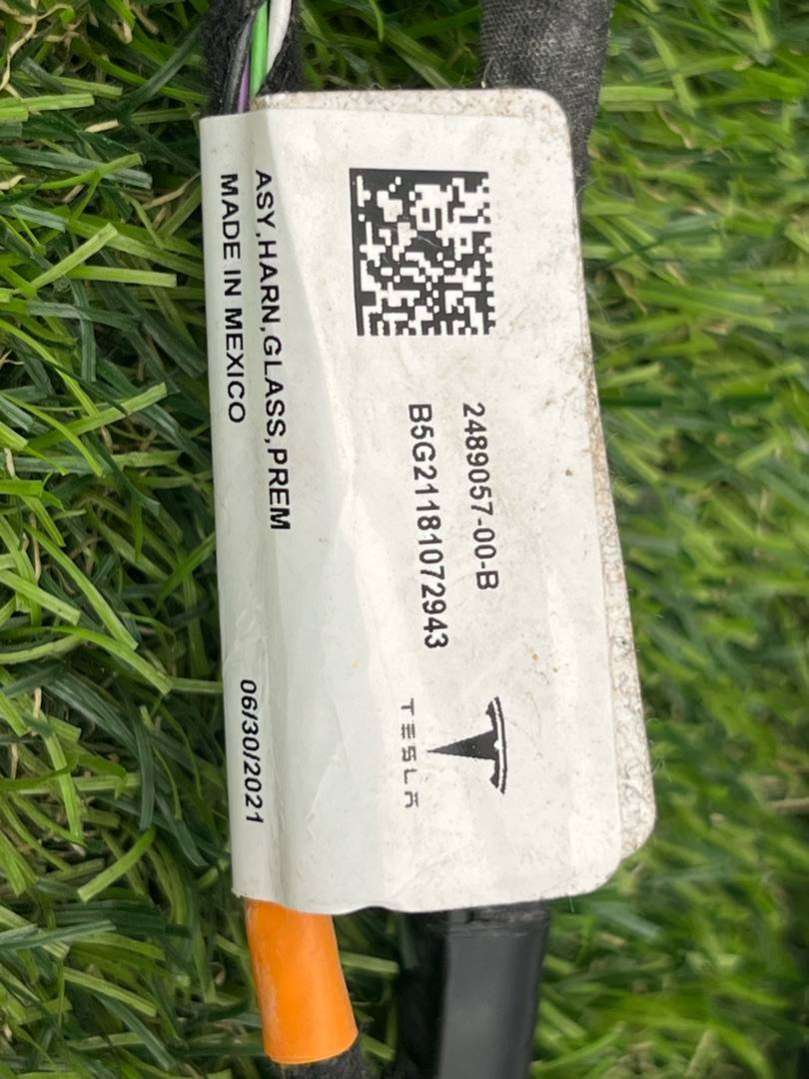 2489057-00-B
B5G21181072943
TESLA
ASY,HARN,GLASS,PREM
MADE IN MEXICO
06/30/2021